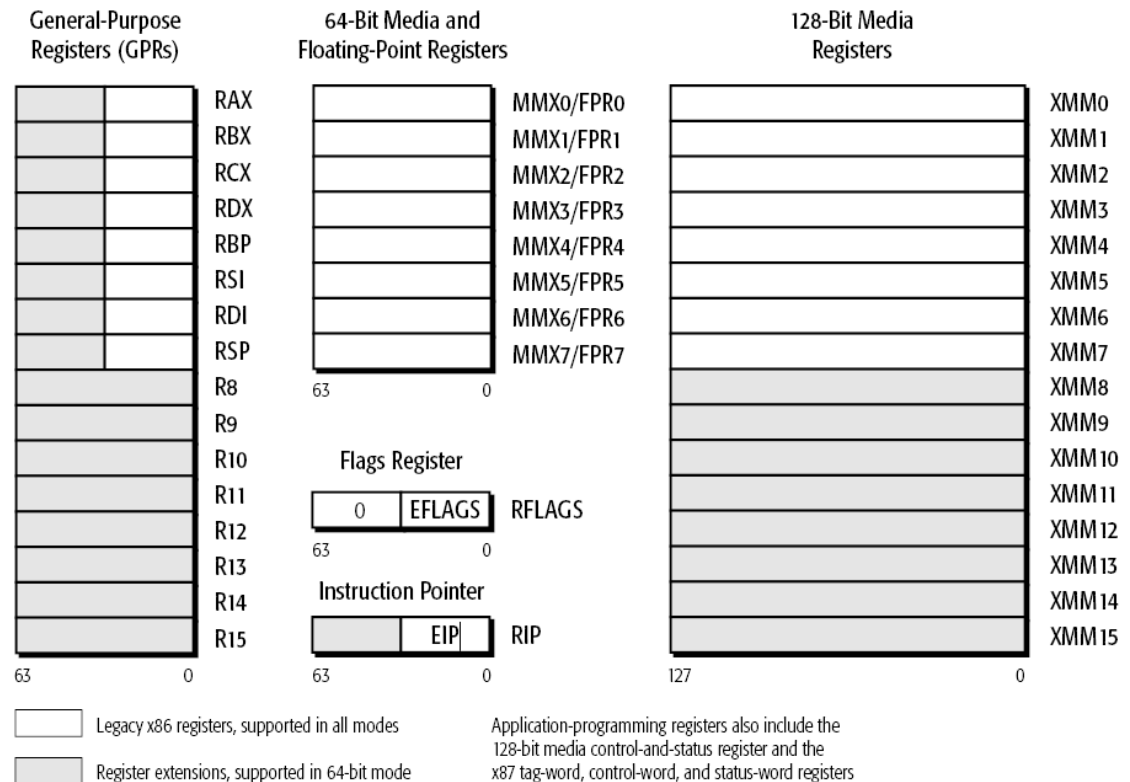 General-Purpose
Registers (GPRs)
64-Bit Media and
Floating-Point Registers
128-Bit Media
Registers
RAX
RBX
RCX
RDX
RBP
RSI
RDI
RSP
R8
R9
R10
R11
R12
R13
R14
R15
63 0
MMX0/FPR0
MMX1/FPR1
MMX2/FPR2
MMX3/FPR3
MMX4/FPR4
MMX5/FPR5
MMX6/FPR6
MMX7/FPR7
63 0
Flags Register
0 EFLAGS RFLAGS
63 0
Instruction Pointer
EIP RIP
63 0
XMM0
XMM1
XMM2
XMM3
XMM4
XMM5
XMM6
XMM7
XMM8
XMM9
XMM10
XMM11
XMM12
XMM13
XMM14
XMM15
127 0
Legacy x86 registers, supported in all modes
Register extensions, supported in 64-bit mode
Application-programming registers also include the
128-bit media control-and-status register and the
x87 tag-word, control-word, and status-word registers